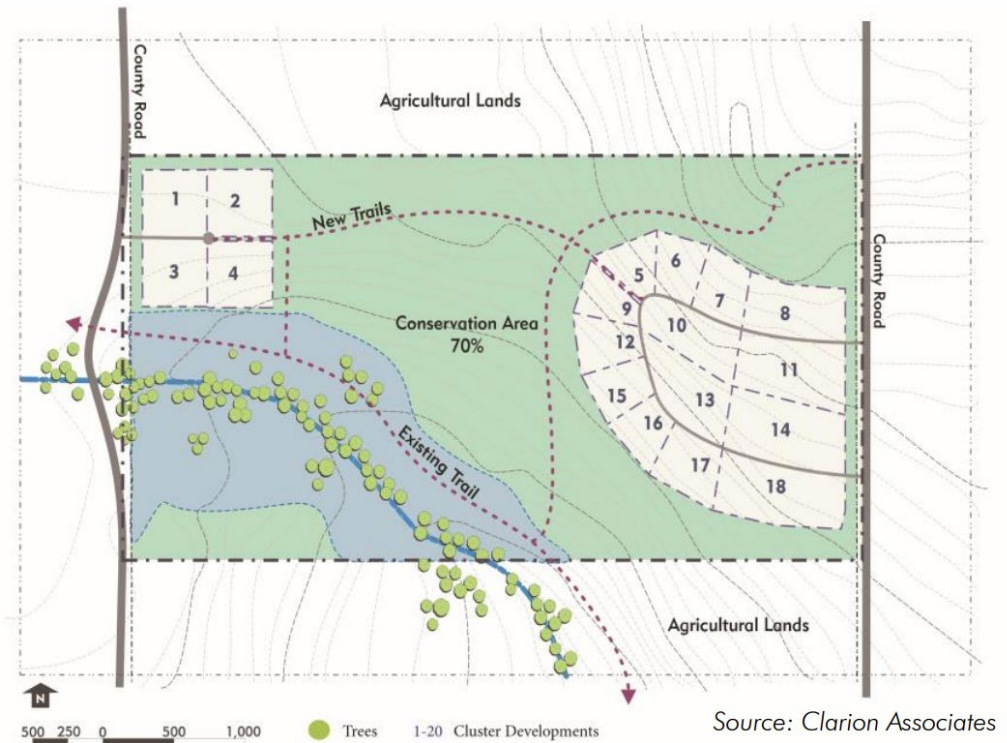 County Road
Agricultural Lands
1
2
New Trails
3
4
5
6
7
8
9
10
Conservation Area
70%
County Road
11
12
13
14
15
16
17
18
Existing Trail
Agricultural Lands
N
500 250 0 500 1,000
Trees
1-20 Cluster Developments
Source: Clarion Associates